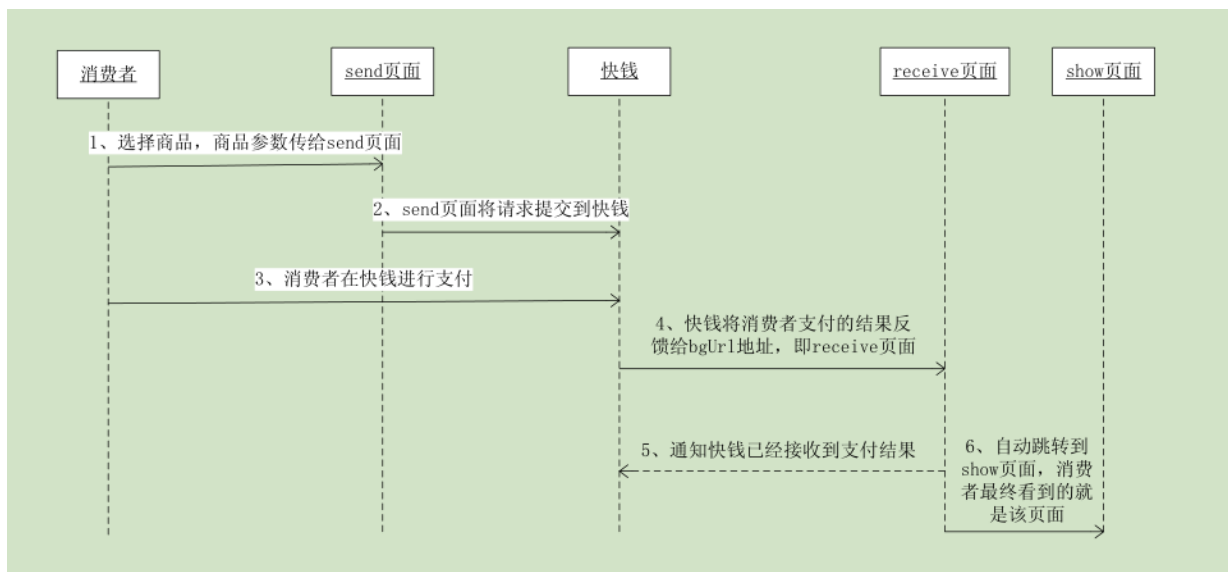 消费者
send页面
快钱
receive页面
show页面
1、选择商品，商品参数传给send页面
2、send页面将请求提交到快钱
3、消费者在快钱进行支付
4、快钱将消费者支付的结果反
馈给bgUrl地址，即receive页面
5、通知快钱已经接收到支付结果
6、自动跳转到
show页面，消费
者最终看到的就
是该页面